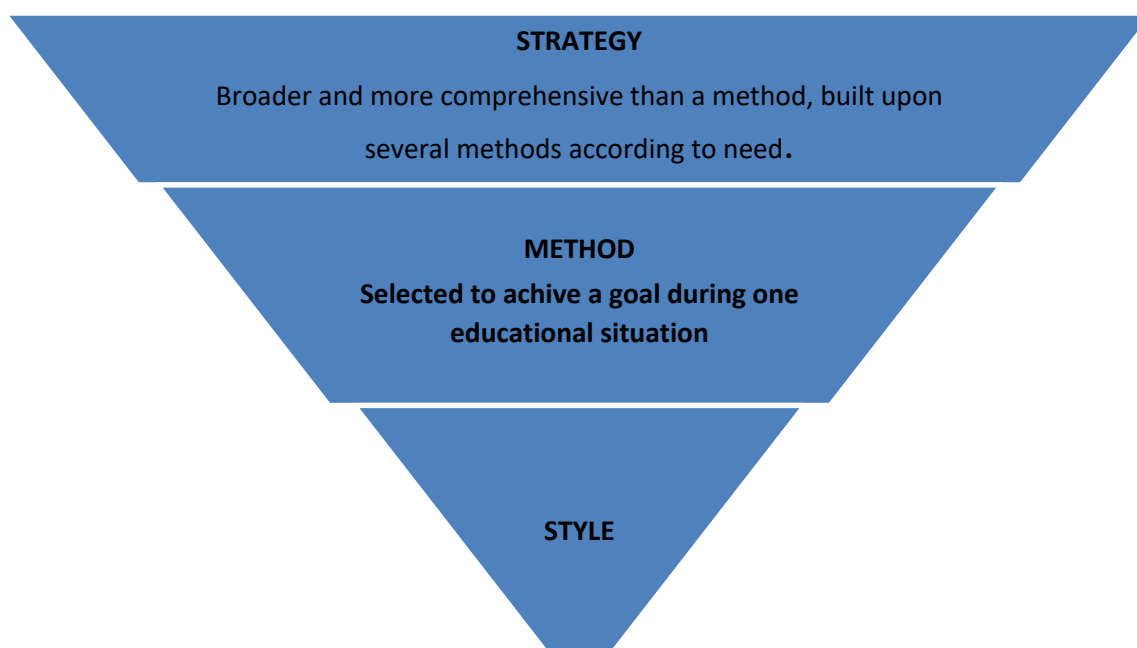 STRATEGY
Broader and more comprehensive than a method, built upon
several methods according to need.
METHOD
Selected to achive a goal during one
educational situation
STYLE